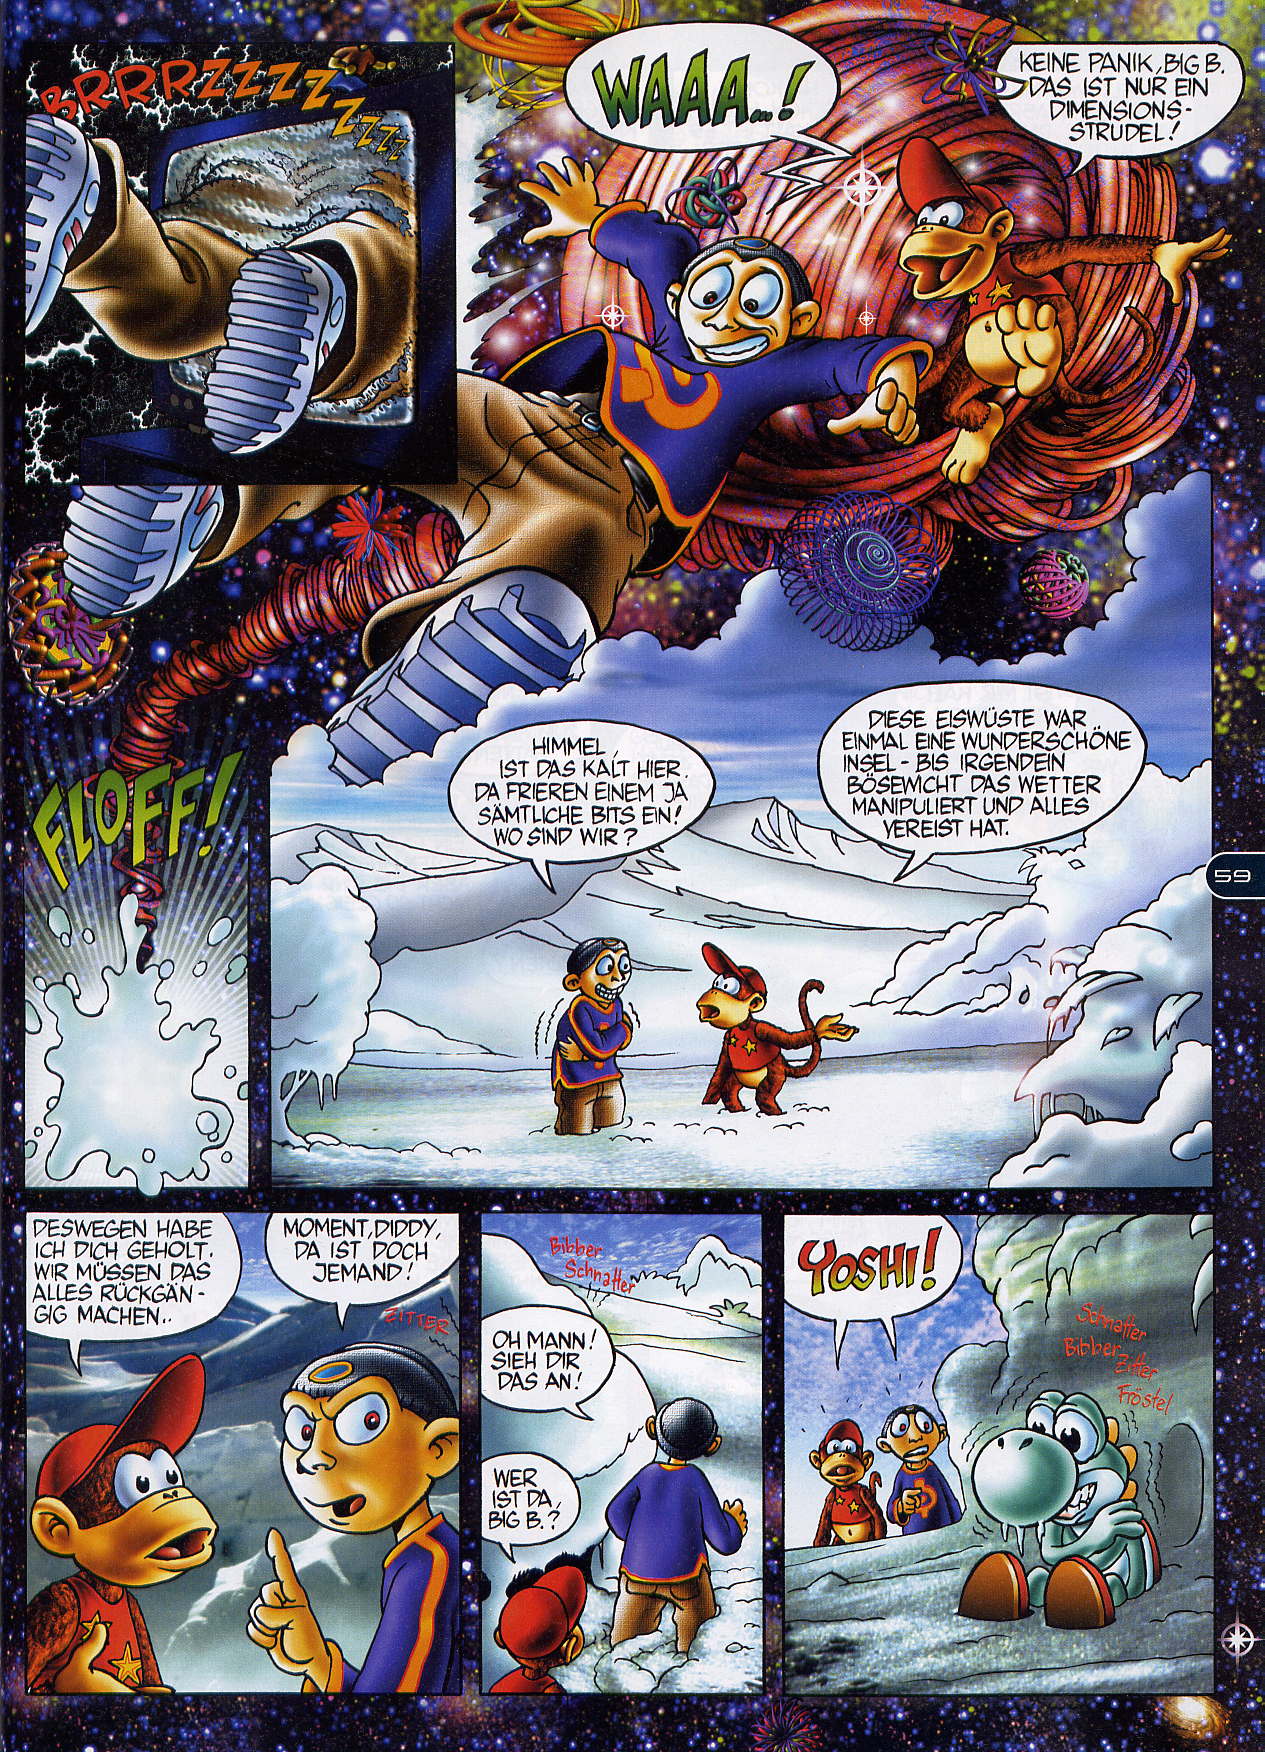 BRRRZZZZZZZZ
WAAA...!
KEINE PANIK, BIG B.
DAS IST NUR EIN
DIMENSIONS-
STRUDEL!
FLOFF!
HIMMEL,
IST DAS KALT HIER.
DA FRIEREN EINEM JA
SÄMTLICHE BITS EIN!
WO SIND WIR?
DIESE EISWÜSTE WAR
EINMAL EINE WUNDERSCHÖNE
INSEL - BIS IRGENDEIN
BÖSEWICHT DAS WETTER
MANIPULIERT UND ALLES
VEREIST HAT.
59
DESWEGEN HABE
ICH DICH GEHOLT.
WIR MÜSSEN DAS
ALLES RÜCKGÄN-
GIG MACHEN..
MOMENT, DIDDY,
DA IST DOCH
JEMAND!
ZITTER
Bibber
Schnatter
OH MANN!
SIEH DIR
DAS AN!
WER
IST DA,
BIG B.?
YOSHI!
Schnatter
Bibber
Zitter
Fröstel